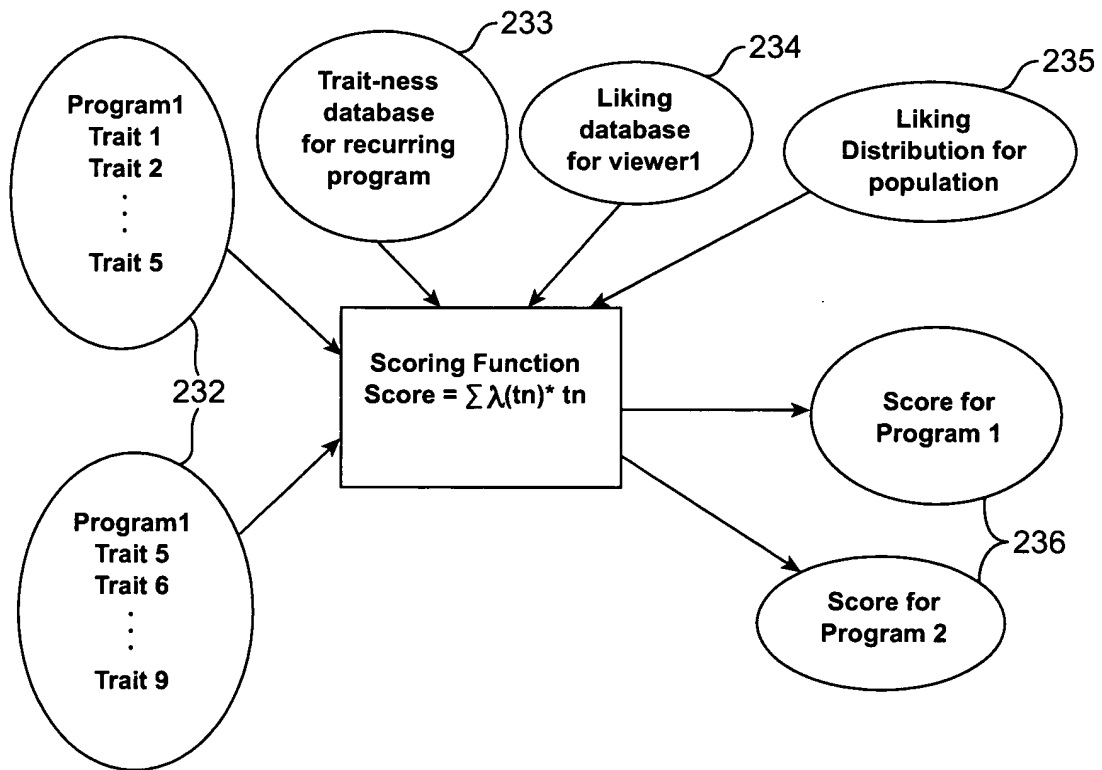 233
234
235
Program1
Trait 1
Trait 2
.
.
.
Trait 5
Trait-ness
database
for recurring
program
Liking
database
for viewer1
Liking
Distribution for
population
232
Scoring Function
Score = ∑ λ(tn)* tn
Score for
Program 1
236
Score for
Program 2
Program1
Trait 5
Trait 6
.
.
.
Trait 9